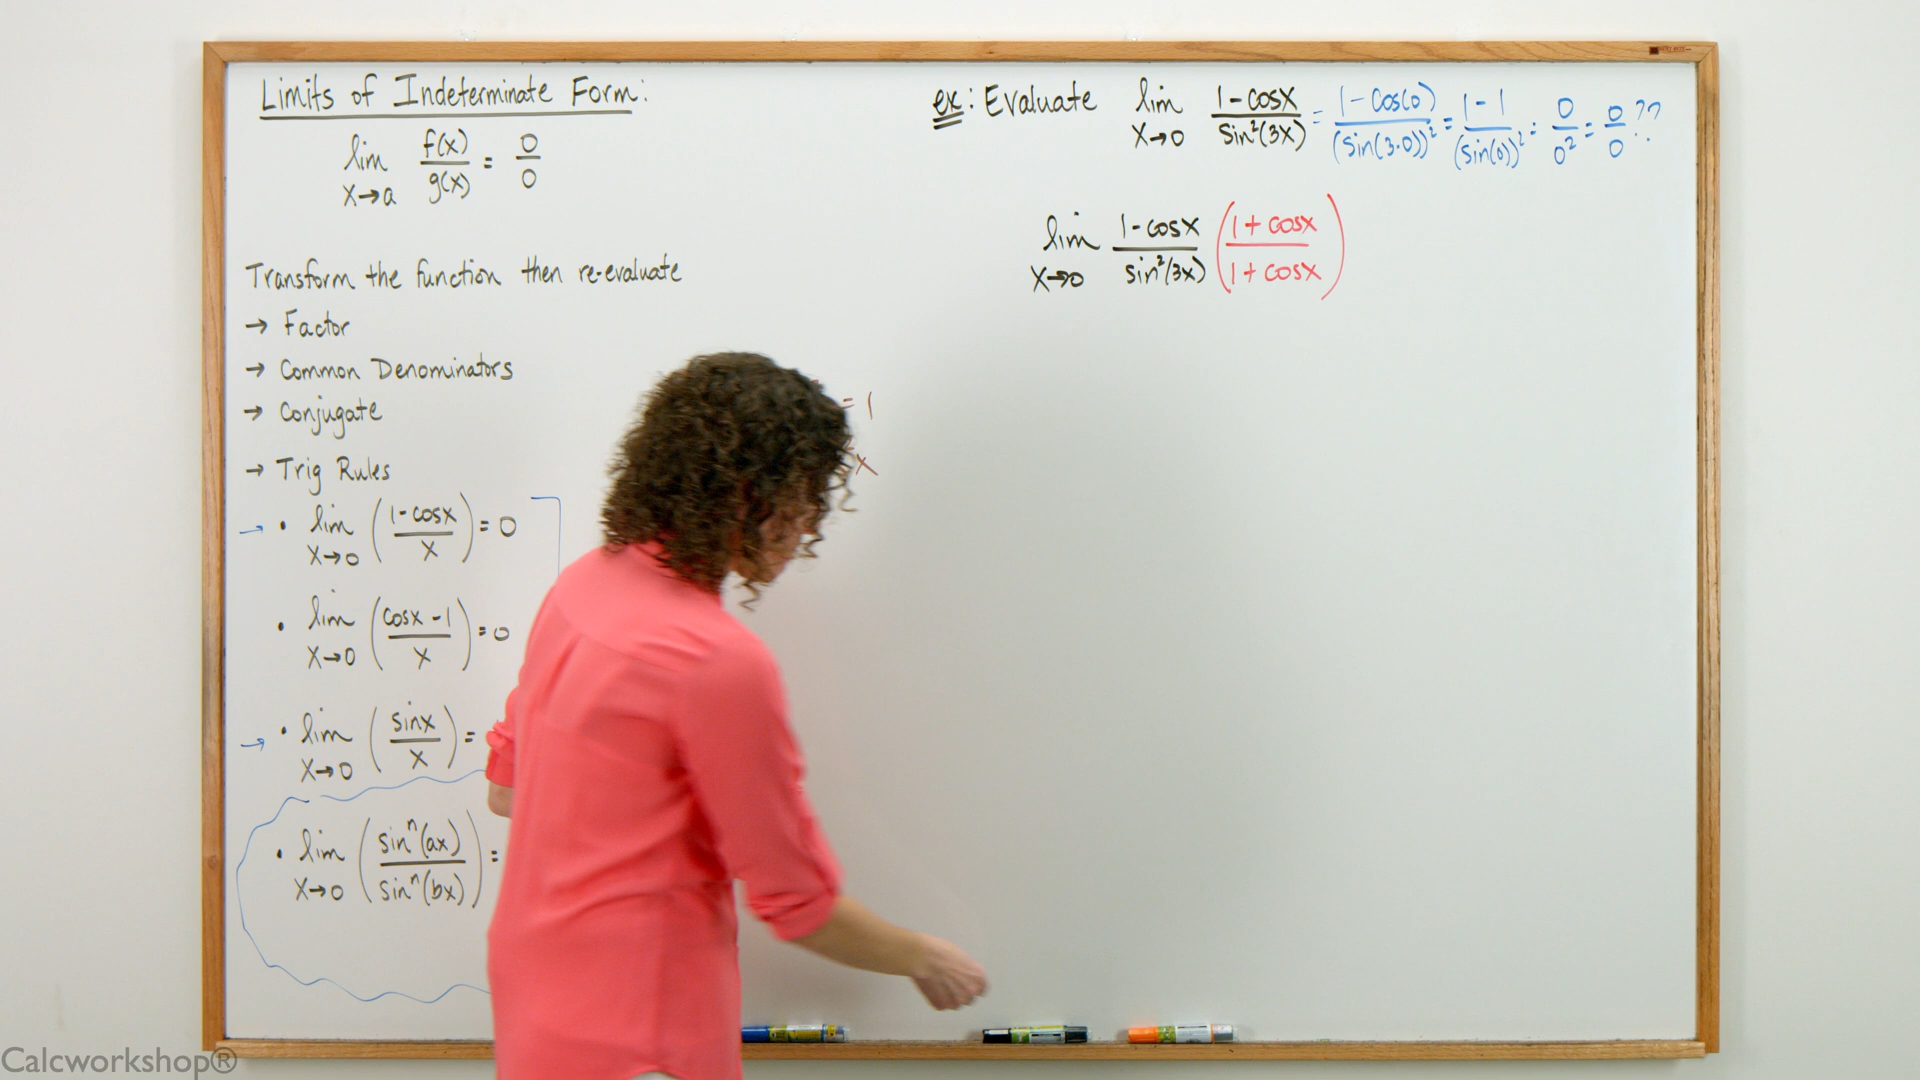 Limits of Indeterminate Form:
lim x→a f(x)/g(x) = 0/0
Transform the function then re-evaluate
→ Factor
→ Common Denominators
→ Conjugate
→ Trig Rules
→ • lim x→0 (1-cosx/x) = 0
• lim x→0 (cosx-1/x) = 0
→ • lim x→0 (sinx/x) =
• lim x→0 (sinⁿ(ax)/sinⁿ(bx)) =
= 1
x
ex: Evaluate lim x→0 1-cosx/sin²(3x) = 1-cos(0)/(sin(3·0))² = 1-1/(sin(0))² = 0/0² = 0/0 ??
lim x→0 1-cosx/sin²(3x) (1+cosx/1+cosx)
Calcworkshop®